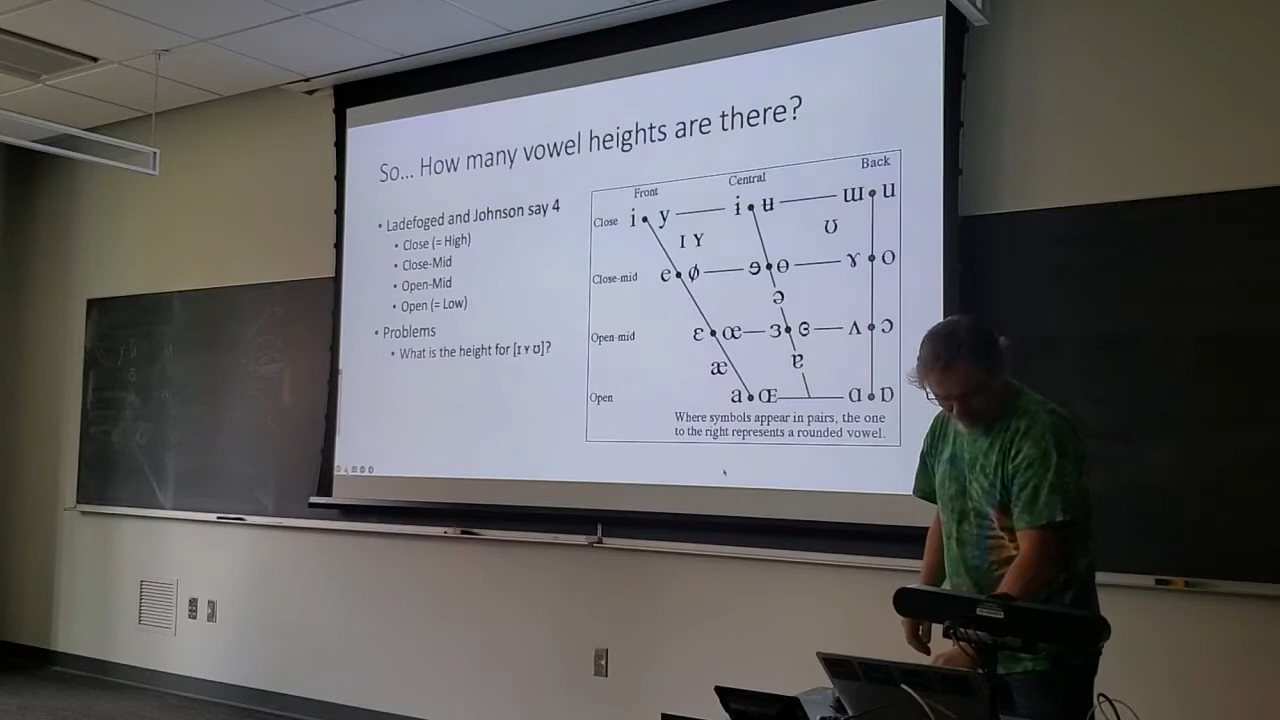 So... How many vowel heights are there?
• Ladefoged and Johnson say 4
• Close (= High)
• Close-Mid
• Open-Mid
• Open (= Low)
• Problems
• What is the height for [ɪ ʏ ʊ]?
Front Central Back
Close i • y ɨ • ʉ ɯ • u
ɪ ʏ ʊ
Close-mid e • ø ɘ • ɵ ɤ • o
ə
Open-mid ɛ • œ ɜ • ɞ ʌ • ɔ
æ ɐ
Open a • ɶ ɑ • ɒ
Where symbols appear in pairs, the one
to the right represents a rounded vowel.